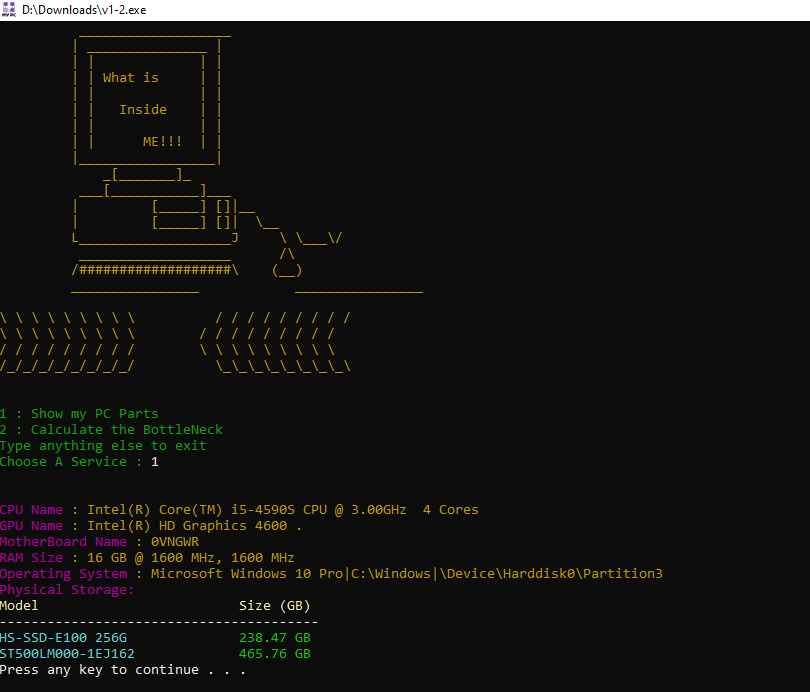 MY PC
D:\Downloads\v1-2.exe
What is
Inside
ME!!!
1 : Show my PC Parts
2 : Calculate the BottleNeck
Type anything else to exit
Choose A Service : 1
CPU Name : Intel(R) Core(TM) i5-4590S CPU @ 3.00GHz  4 Cores
GPU Name : Intel(R) HD Graphics 4600 .
MotherBoard Name : 0VNGWR
RAM Size : 16 GB @ 1600 MHz, 1600 MHz
Operating System : Microsoft Windows 10 Pro|C:\Windows|\Device\Harddisk0\Partition3
Physical Storage:
Model Size (GB)
----------------------------------------
HS-SSD-E100 256G 238.47 GB
ST500LM000-1EJ162 465.76 GB
Press any key to continue . . .